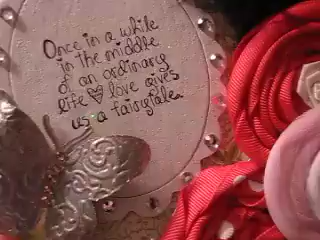 Once in a while
in the middle
of an ordinary
life love gives
us a fairytale.